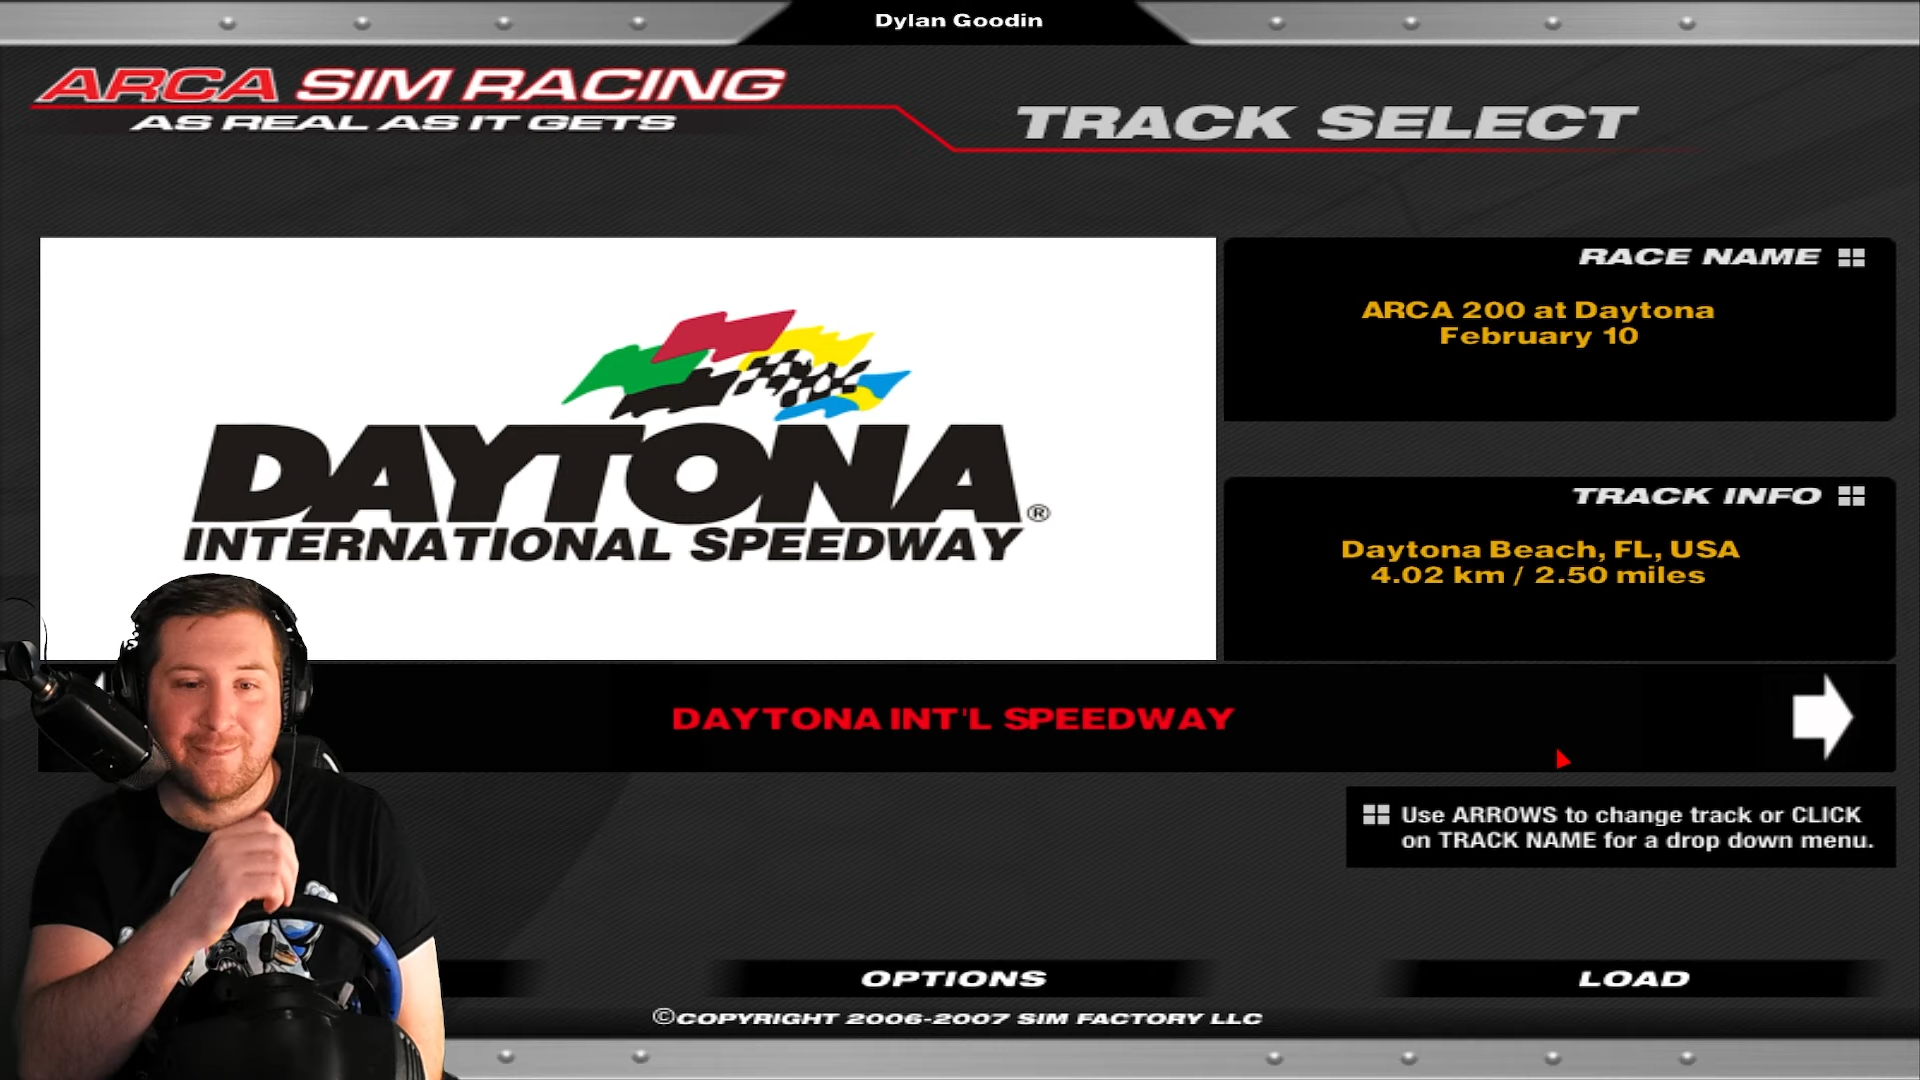 Dylan Goodin
ARCA SIM RACING
AS REAL AS IT GETS
TRACK SELECT
DAYTONA
INTERNATIONAL SPEEDWAY®
RACE NAME
ARCA 200 at Daytona
February 10
TRACK INFO
Daytona Beach, FL, USA
4.02 km / 2.50 miles
DAYTONA INT'L SPEEDWAY
Use ARROWS to change track or CLICK
on TRACK NAME for a drop down menu.
OPTIONS
LOAD
©COPYRIGHT 2006-2007 SIM FACTORY LLC